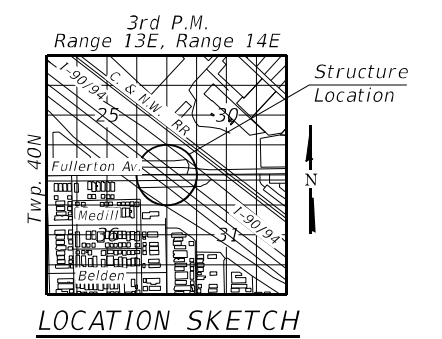 3rd P.M.
Range 13E, Range 14E
Structure
Location
I-90/94
C. & N.W. RR
25
30
Twp. 40N
Fullerton Av.
N
Medill
I-90/94
36
31
Belden
LOCATION SKETCH